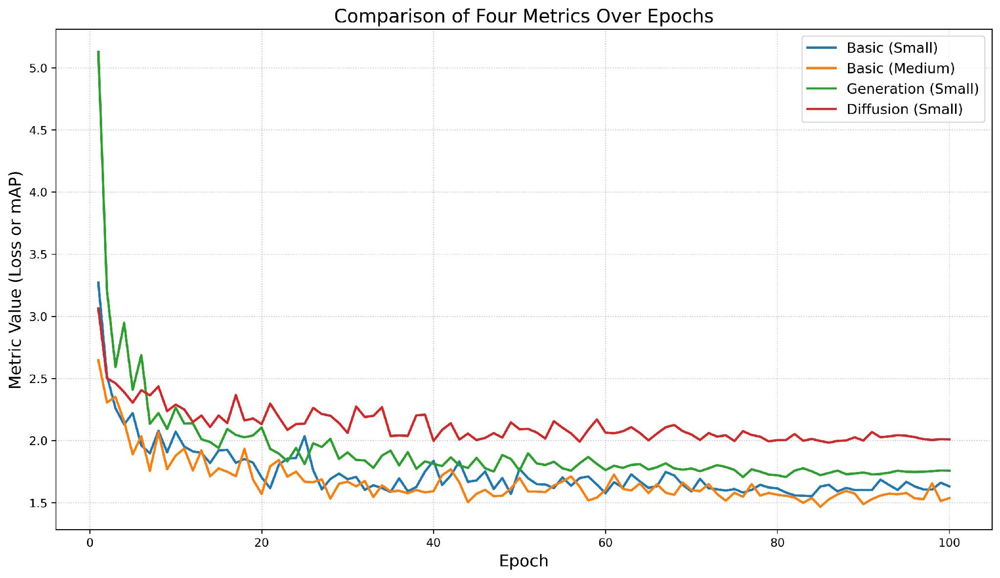 Comparison of Four Metrics Over Epochs
Basic (Small)
Basic (Medium)
Generation (Small)
Diffusion (Small)
Metric Value (Loss or mAP)
5.0
4.5
4.0
3.5
3.0
2.5
2.0
1.5
0 20 40 60 80 100
Epoch